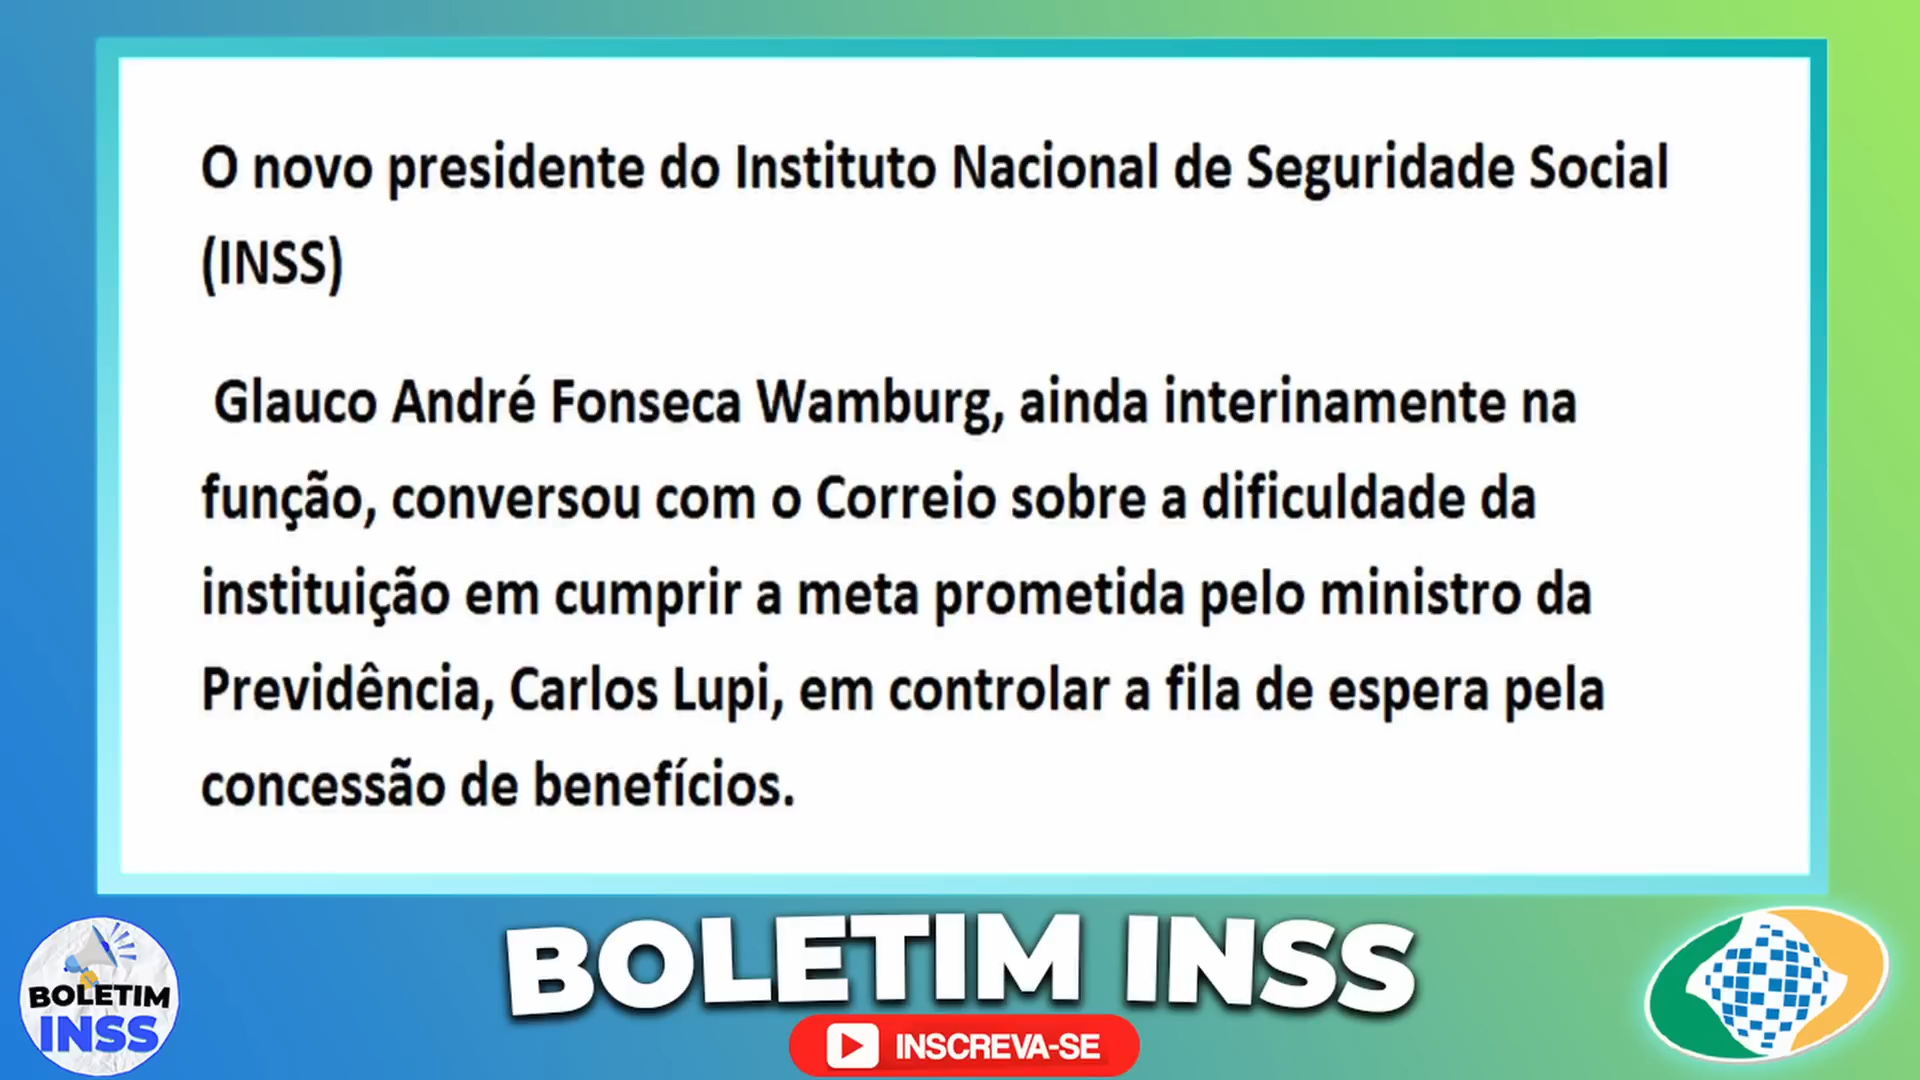 O novo presidente do Instituto Nacional de Seguridade Social
(INSS)
Glauco André Fonseca Wamburg, ainda interinamente na
função, conversou com o Correio sobre a dificuldade da
instituição em cumprir a meta prometida pelo ministro da
Previdência, Carlos Lupi, em controlar a fila de espera pela
concessão de benefícios.
BOLETIM INSS
INSCREVA-SE
BOLETIM
INSS